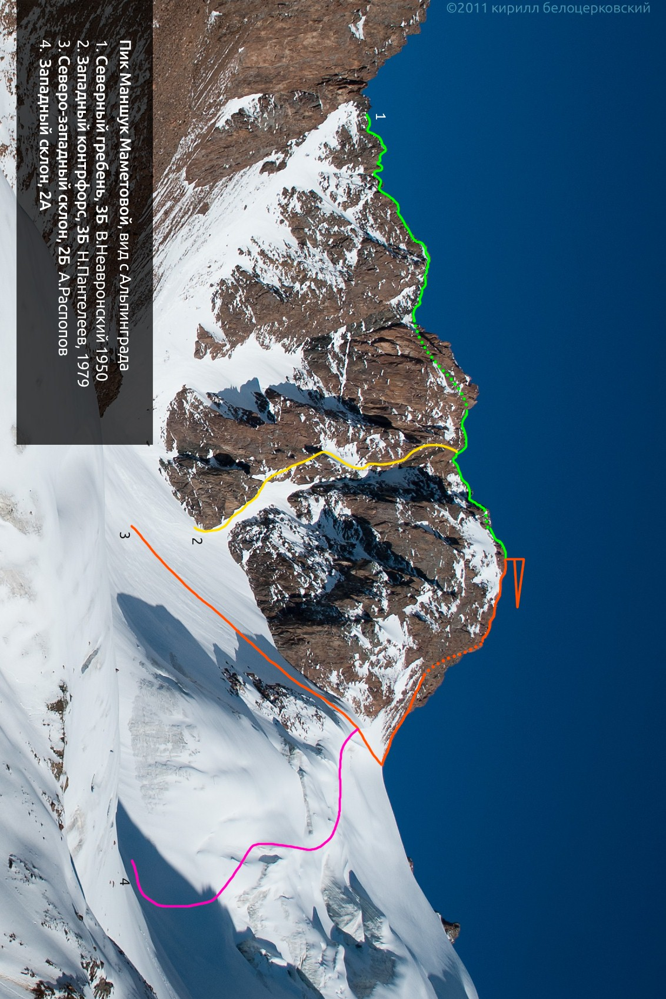 ©2011 кирилл белоцерковский
Пик Маншук Маметовой, вид с Альпинграда
1. Северный гребень, 3Б В.Неавронский 1950
2. Западный контрфорс, 3Б Н.Пантелеев, 1979
3. Северо-западный склон, 2Б А.Распопов
4. Западный склон, 2А
1
2
3
4